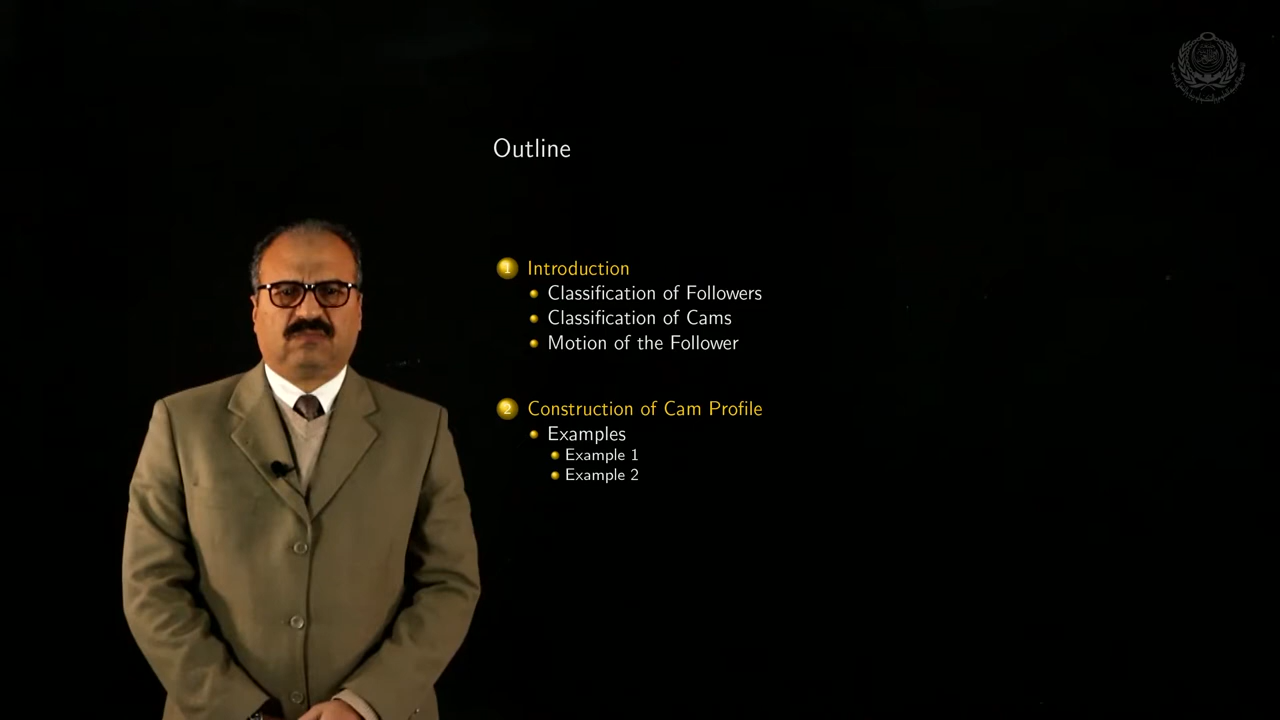 Outline
1 Introduction
Classification of Followers
Classification of Cams
Motion of the Follower
2 Construction of Cam Profile
Examples
Example 1
Example 2